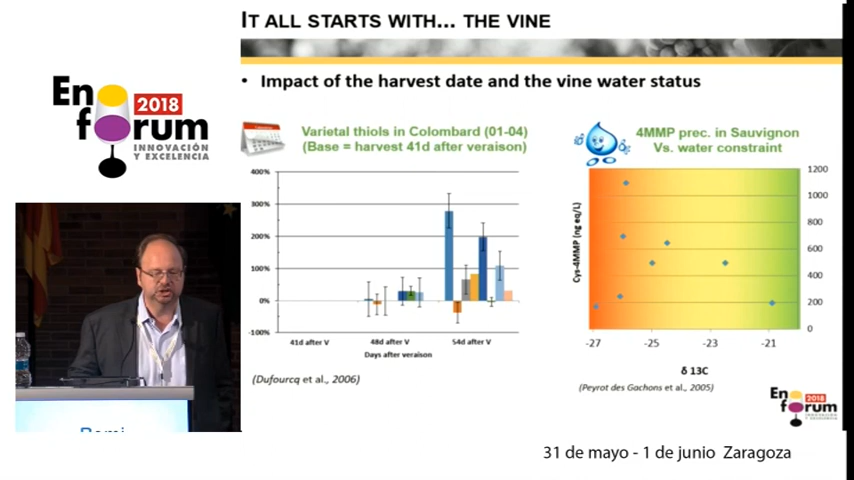 IT ALL STARTS WITH... THE VINE
• Impact of the harvest date and the vine water status
Eno
forum
2018
INNOVACIÓN
Y EXCELENCIA
Varietal thiols in Colombard (01-04)
(Base = harvest 41d after veraison)
400%
300%
200%
100%
0%
-100%
41d after V
48d after V
54d after V
Days after veraison
(Dufourcq et al., 2006)
4MMP prec. in Sauvignon
Vs. water constraint
Cys-4MMP (ng eq/L)
1200
1000
800
600
400
200
0
-27
-25
-23
-21
δ 13C
(Peyrot des Gachons et al., 2005)
Eno
forum
2018
31 de mayo - 1 de junio Zaragoza